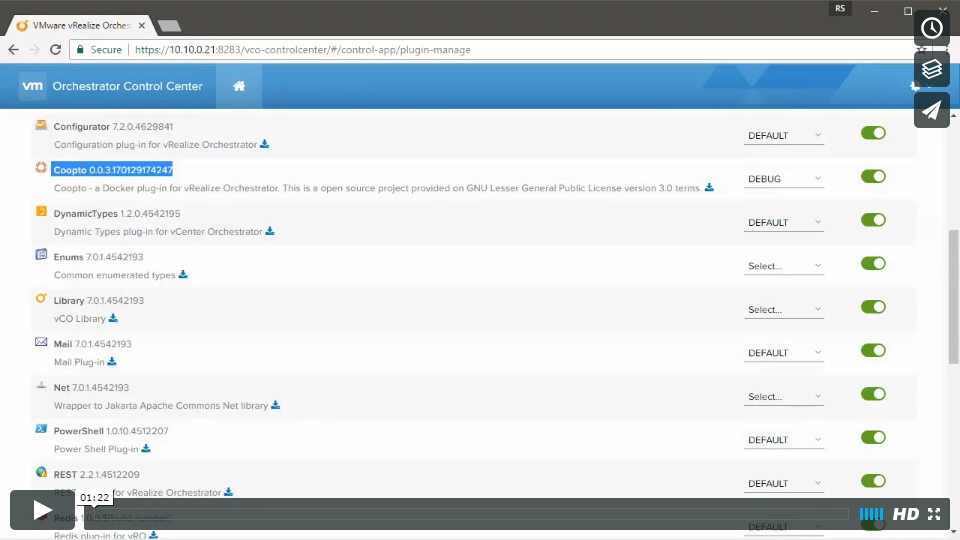 RS
VMware vRealize Orches
Secure https://10.10.0.21:8283/vco-controlcenter/#/control-app/plugin-manage
vm Orchestrator Control Center
Configurator 7.2.0.4629841
Configuration plug-in for vRealize Orchestrator
DEFAULT
Coopto 0.0.3.170129174247
Coopto - a Docker plug-in for vRealize Orchestrator. This is a open source project provided on GNU Lesser General Public License version 3.0 terms.
DEBUG
DynamicTypes 1.2.0.4542195
Dynamic Types plug-in for vCenter Orchestrator
DEFAULT
Enums 7.0.1.4542193
Common enumerated types
Select...
Library 7.0.1.4542193
vCO Library
Select...
Mail 7.0.1.4542193
Mail Plug-in
DEFAULT
Net 7.0.1.4542193
Wrapper to Jakarta Apache Commons Net library
Select...
PowerShell 1.0.10.4512207
Power Shell Plug-in
DEFAULT
REST 2.2.1.4512209
REST for vRealize Orchestrator
DEFAULT
01:22
Redis 1.0.0.${build.number}
Redis plug-in for vRO
DEFAULT
HD